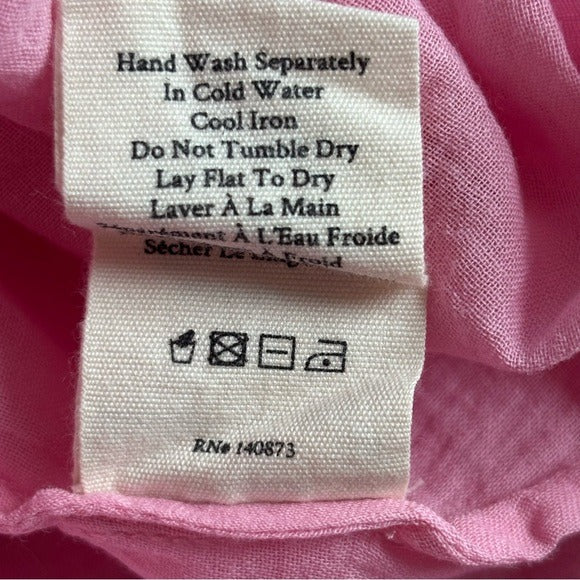 Hand Wash Separately
In Cold Water
Cool Iron
Do Not Tumble Dry
Lay Flat To Dry
Laver À La Main
Séparément À L'Eau Froide
Sécher
RN# 140873